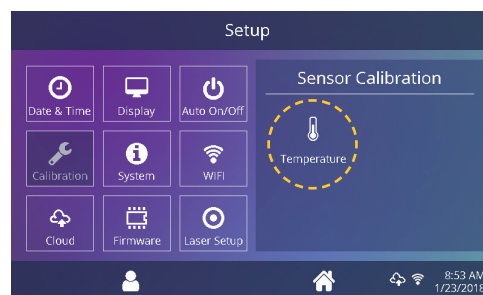 Setup
Date & Time
Display
Auto On/Off
Calibration
System
WIFI
Cloud
Firmware
Laser Setup
Sensor Calibration
Temperature
8:53 AM
1/23/2018